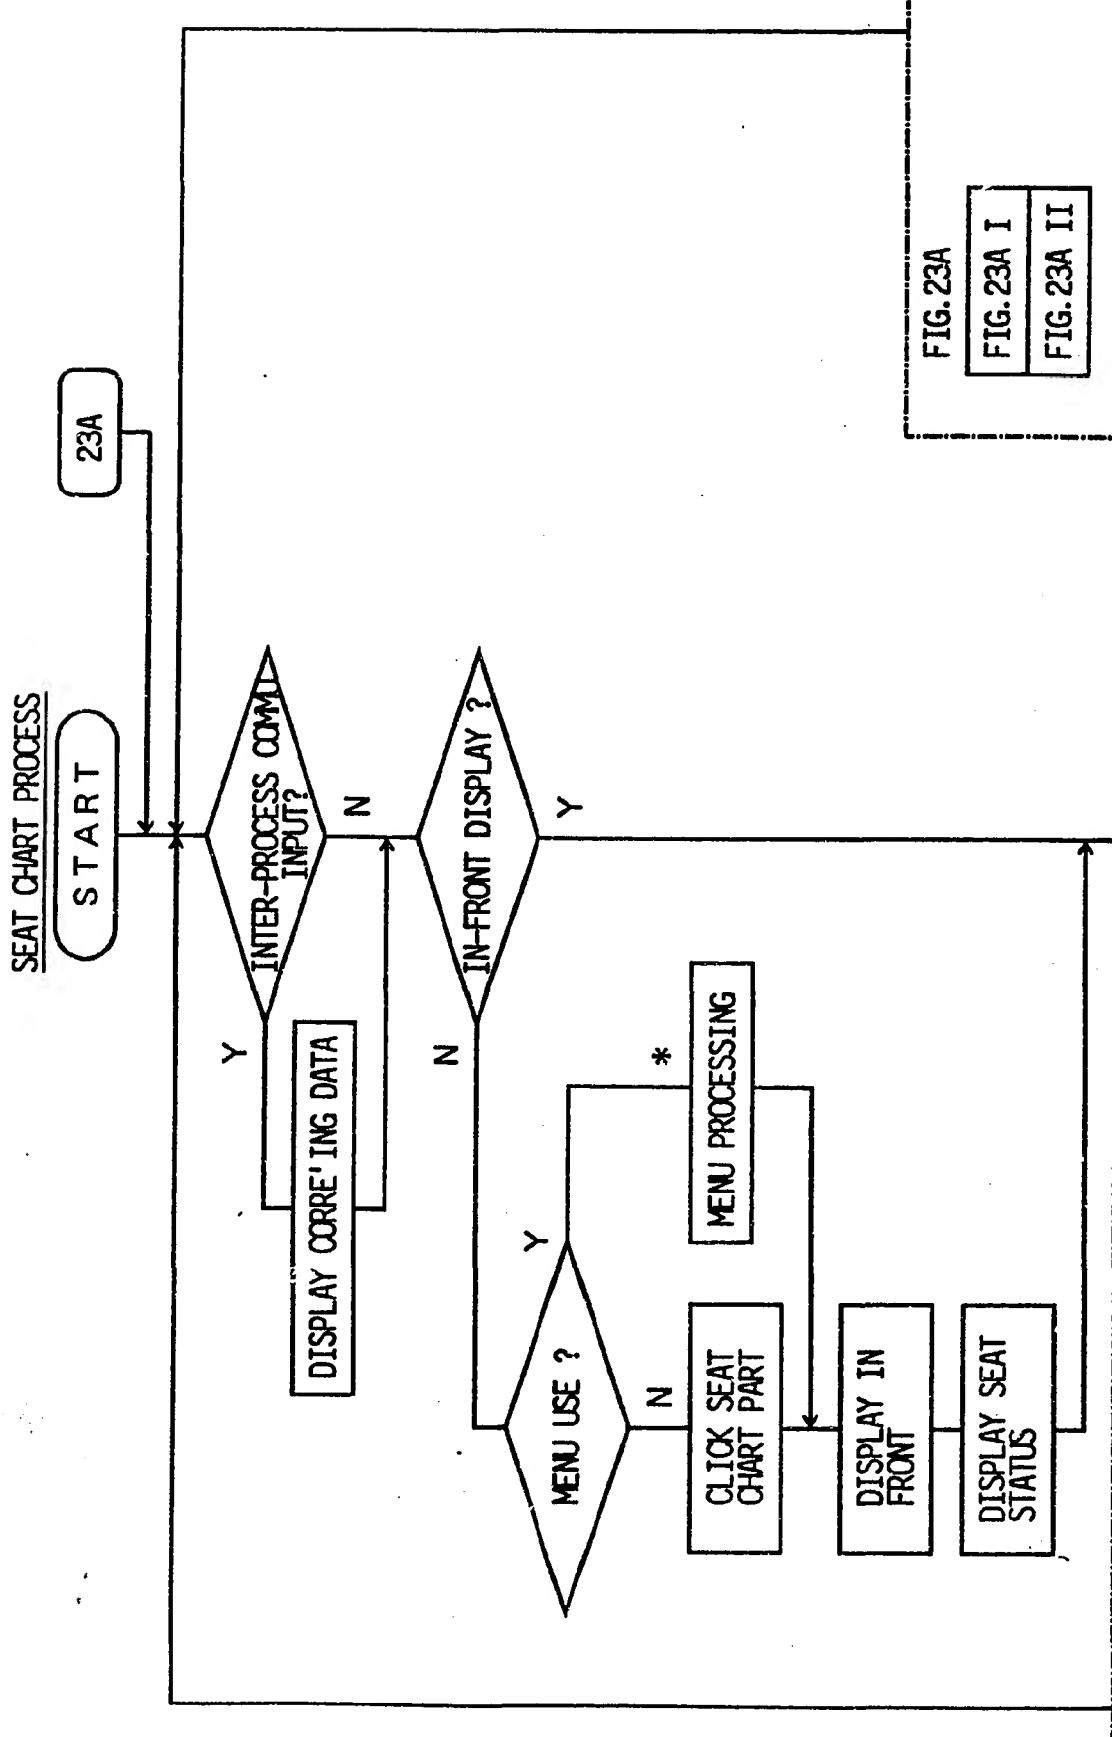 SEAT CHART PROCESS
START
23A
INTER-PROCESS COMMU
INPUT?
Y
N
DISPLAY CORRE'ING DATA
IN-FRONT DISPLAY ?
N
Y
MENU USE ?
Y
N
*
MENU PROCESSING
CLICK SEAT
CHART PART
DISPLAY IN
FRONT
DISPLAY SEAT
STATUS
FIG.23A
FIG.23A I
FIG.23A II